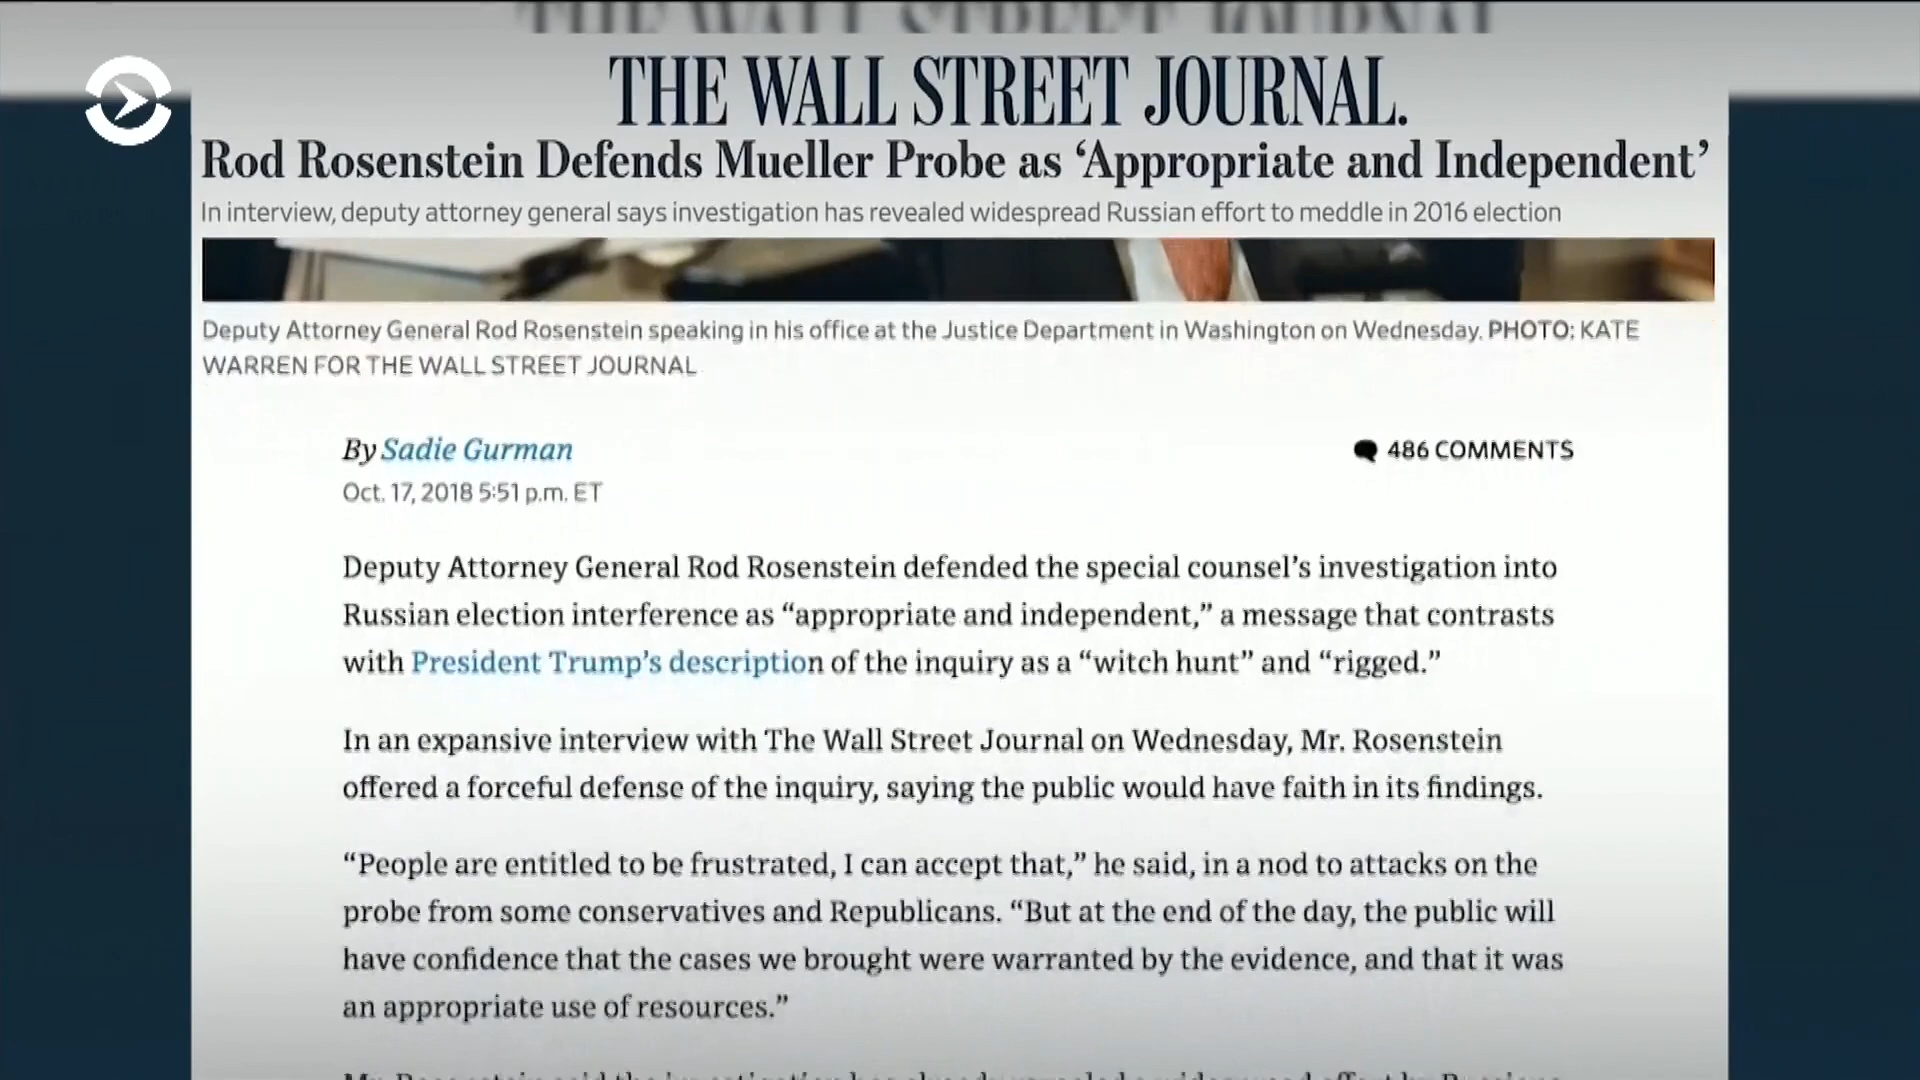 THE WALL STREET JOURNAL
THE WALL STREET JOURNAL.
Rod Rosenstein Defends Mueller Probe as ‘Appropriate and Independent’
In interview, deputy attorney general says investigation has revealed widespread Russian effort to meddle in 2016 election
Deputy Attorney General Rod Rosenstein speaking in his office at the Justice Department in Washington on Wednesday. PHOTO: KATE
WARREN FOR THE WALL STREET JOURNAL
By Sadie Gurman
486 COMMENTS
Oct. 17, 2018 5:51 p.m. ET
Deputy Attorney General Rod Rosenstein defended the special counsel’s investigation into
Russian election interference as “appropriate and independent,” a message that contrasts
with President Trump’s description of the inquiry as a “witch hunt” and “rigged.”
In an expansive interview with The Wall Street Journal on Wednesday, Mr. Rosenstein
offered a forceful defense of the inquiry, saying the public would have faith in its findings.
“People are entitled to be frustrated, I can accept that,” he said, in a nod to attacks on the
probe from some conservatives and Republicans. “But at the end of the day, the public will
have confidence that the cases we brought were warranted by the evidence, and that it was
an appropriate use of resources.”